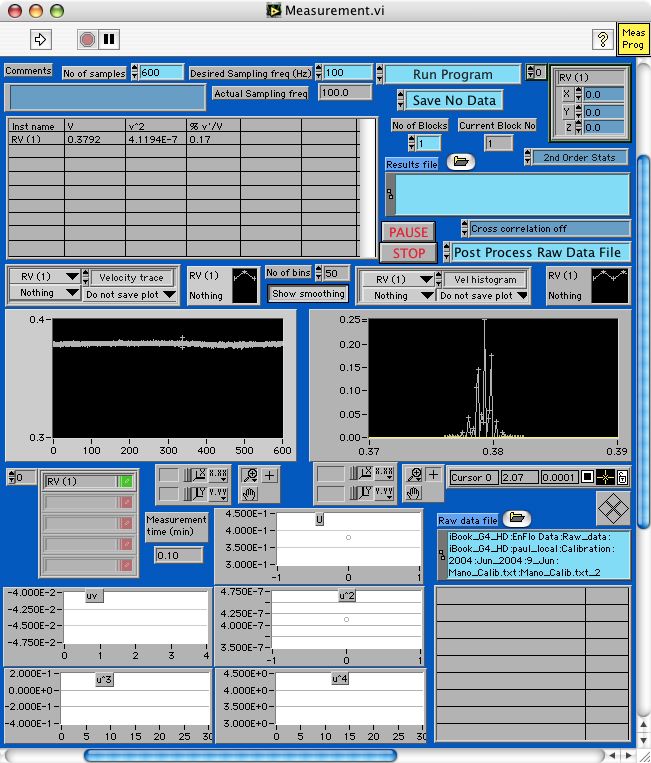 Measurement.vi
?
Meas
Prog
Comments
No of samples
600
Desired Sampling freq (Hz)
100
Run Program
0
RV (1)
Actual Sampling freq
100.0
Save No Data
X
0.0
Y
0.0
Z
0.0
Inst name V v^2 % v'/V
RV (1) 0.3792 4.1194E-7 0.17
No of Blocks
Current Block No
1
1
2nd Order Stats
Results file
PAUSE
Cross correlation off
STOP
Post Process Raw Data File
RV (1)
Velocity trace
Nothing
Do not save plot
RV (1)
Nothing
No of bins
50
Show smoothing
RV (1)
Vel histogram
Nothing
Do not save plot
RV (1)
Nothing
0.4
0.3
0 100 200 300 400 500 600
0.25
0.20
0.15
0.10
0.05
0.00
0.37 0.38 0.39
0
RV (1)
X X.XX
Y Y.YY
X X.XX
Y Y.YY
Cursor 0 2.07 0.0001
Measurement
time (min)
0.10
4.500E-1
4.000E-1
3.500E-1
3.000E-1
U
-1 0 1
Raw data file
iBook_G4_HD:EnFlo Data:Raw_data:
iBook_G4_HD:paul_local:Calibration:
2004:Jun_2004:9_Jun:
Mano_Calib.txt:Mano_Calib.txt_2
-4.000E-2
-4.250E-2
-4.500E-2
-4.750E-2
uv
0 1 2 3 4
4.750E-7
4.250E-7
4.000E-7
3.500E-7
u^2
-1 0 1
2.000E-1
0.000E+0
-2.000E-1
-4.000E-1
u^3
0 5 10 15 20 25 30
4.500E+0
4.000E+0
3.500E+0
3.000E+0
u^4
0 5 10 15 20 25 30